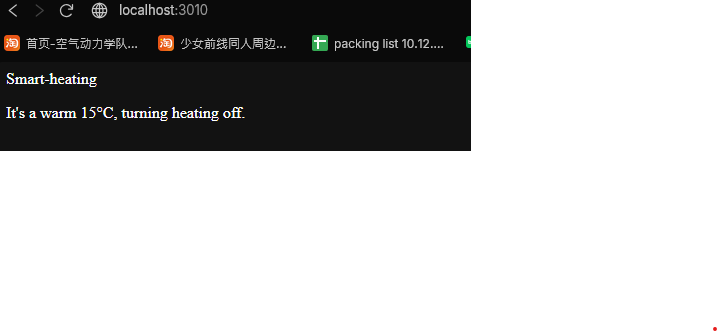 localhost:3010
淘 首页-空气动力学队... 淘 少女前线同人周边... packing list 10.12....
Smart-heating
It's a warm 15°C, turning heating off.